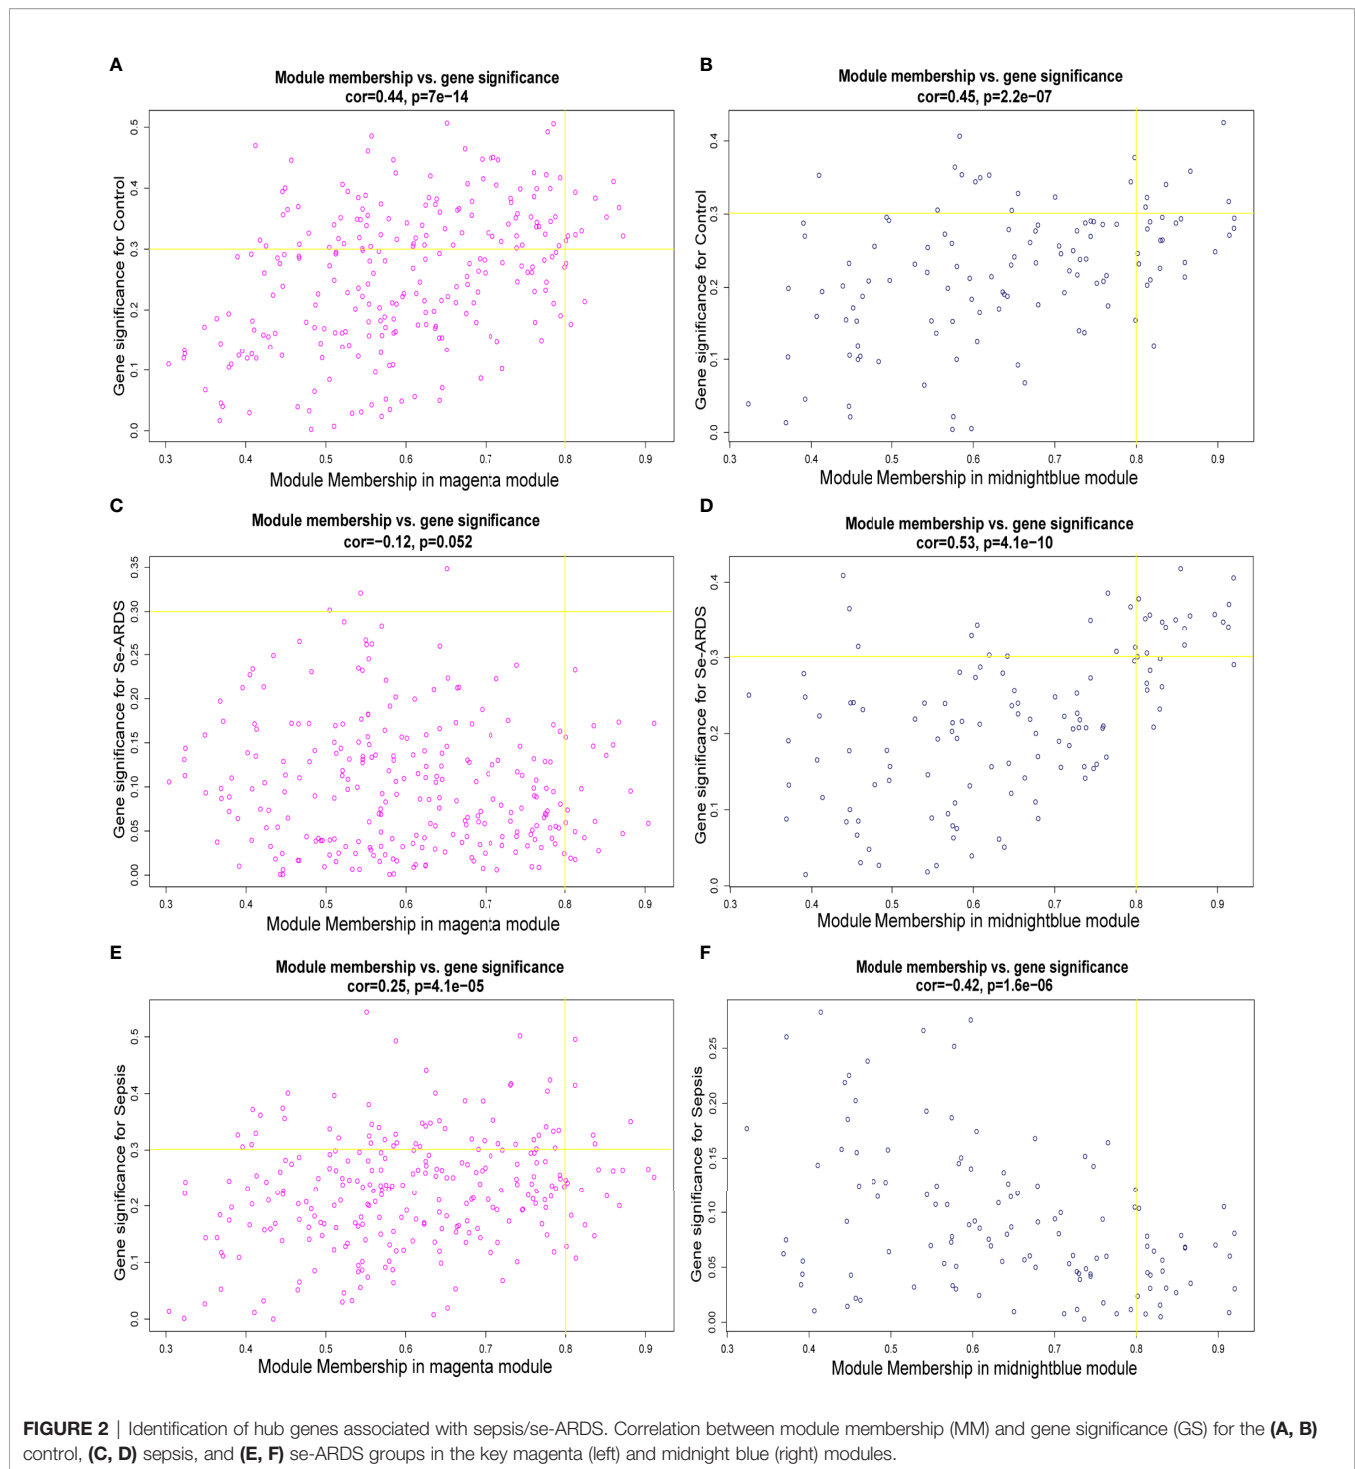 A
Module membership vs. gene significance
cor=0.44, p=7e−14
Gene significance for Control
0.5
0.4
0.3
0.2
0.1
0.0
0.3 0.4 0.5 0.6 0.7 0.8 0.9
Module Membership in magenta module
B
Module membership vs. gene significance
cor=0.45, p=2.2e−07
Gene significance for Control
0.4
0.3
0.2
0.1
0.0
0.3 0.4 0.5 0.6 0.7 0.8 0.9
Module Membership in midnightblue module
C
Module membership vs. gene significance
cor=−0.12, p=0.052
Gene significance for Se-ARDS
0.35
0.30
0.25
0.20
0.15
0.10
0.05
0.00
0.3 0.4 0.5 0.6 0.7 0.8 0.9
Module Membership in magenta module
D
Module membership vs. gene significance
cor=0.53, p=4.1e−10
Gene significance for Se-ARDS
0.4
0.3
0.2
0.1
0.0
0.3 0.4 0.5 0.6 0.7 0.8 0.9
Module Membership in midnightblue module
E
Module membership vs. gene significance
cor=0.25, p=4.1e−05
Gene significance for Sepsis
0.5
0.4
0.3
0.2
0.1
0.0
0.3 0.4 0.5 0.6 0.7 0.8 0.9
Module Membership in magenta module
F
Module membership vs. gene significance
cor=−0.42, p=1.6e−06
Gene significance for Sepsis
0.25
0.20
0.15
0.10
0.05
0.00
0.3 0.4 0.5 0.6 0.7 0.8 0.9
Module Membership in midnightblue module
FIGURE 2 | Identification of hub genes associated with sepsis/se-ARDS. Correlation between module membership (MM) and gene significance (GS) for the (A, B)
control, (C, D) sepsis, and (E, F) se-ARDS groups in the key magenta (left) and midnight blue (right) modules.